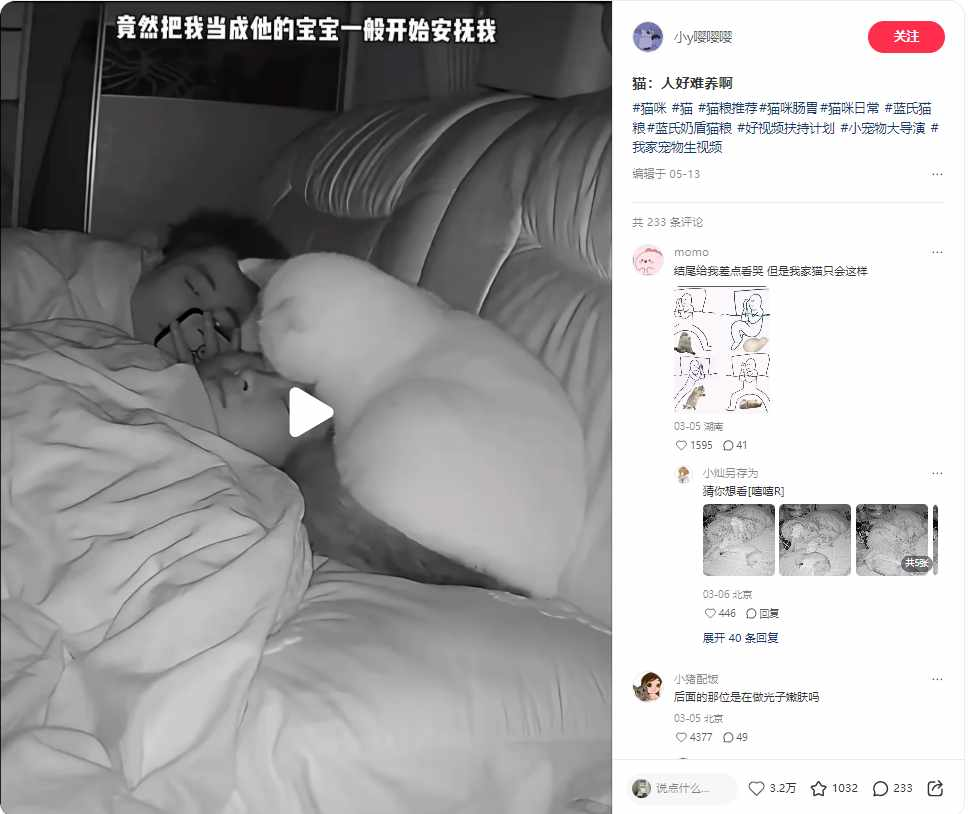 竟然把我当成他的宝宝一般开始安抚我
小y嘤嘤嘤
关注
猫：人好难养啊
#猫咪 #猫 #猫粮推荐#猫咪肠胃#猫咪日常 #蓝氏猫
粮#蓝氏奶盾猫粮 #好视频扶持计划 #小宠物大导演 #
我家宠物生视频
编辑于 05-13
共 233 条评论
momo
结尾给我差点看哭 但是我家猫只会这样
03-05 湖南
1595
41
小灿另存为
猜你想看[嘻嘻R]
共5张
03-06 北京
446
回复
展开 40 条回复
小猪配饭
后面的那位是在做光子嫩肤吗
03-05 北京
4377
49
说点什么...
3.2万
1032
233